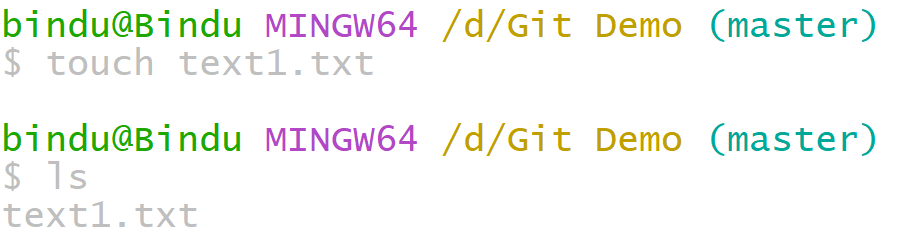 bindu@Bindu MINGW64 /d/Git Demo (master)
$ touch text1.txt
bindu@Bindu MINGW64 /d/Git Demo (master)
$ ls
text1.txt